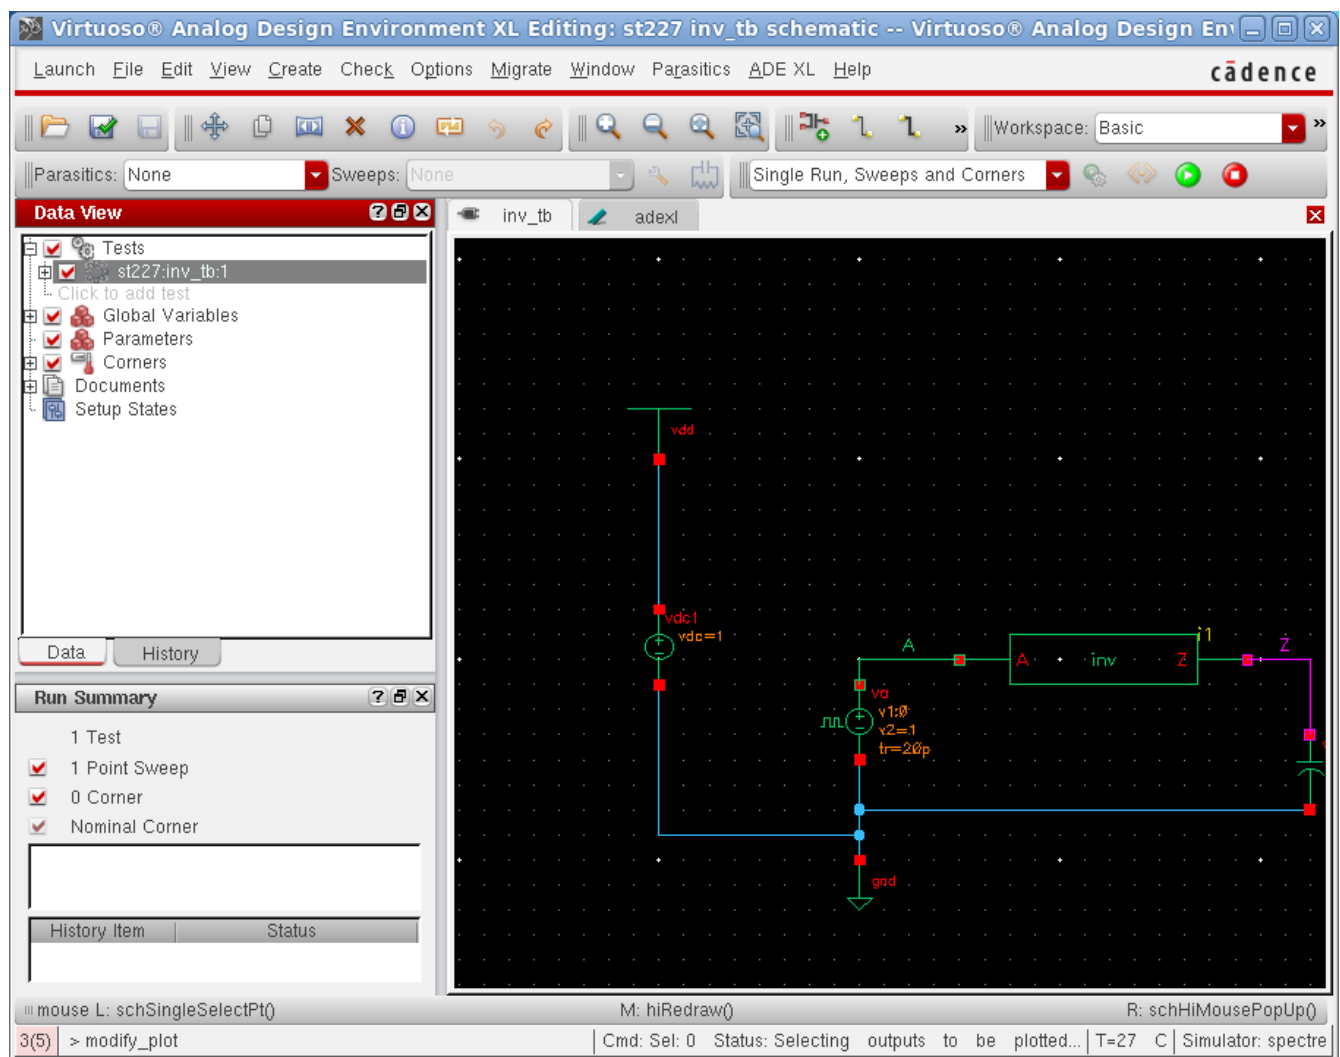 Virtuoso® Analog Design Environment XL Editing: st227 inv_tb schematic -- Virtuoso® Analog Design Env
Launch File Edit View Create Check Options Migrate Window Parasitics ADE XL Help cādence
» Workspace: Basic »
Parasitics: None Sweeps: None Single Run, Sweeps and Corners
Data View
inv_tb adexl
Tests
st227:inv_tb:1
Click to add test
Global Variables
Parameters
Corners
Documents
Setup States
Data History
Run Summary
1 Test
1 Point Sweep
0 Corner
Nominal Corner
History Item Status
vdd
vdc1
vdc=1
A
A inv Z
i1
Z
va
v1:0
v2=1
tr=20p
gnd
mouse L: schSingleSelectPt() M: hiRedraw() R: schHiMousePopUp()
3(5) > modify_plot Cmd: Sel: 0 Status: Selecting outputs to be plotted... T=27 C Simulator: spectre